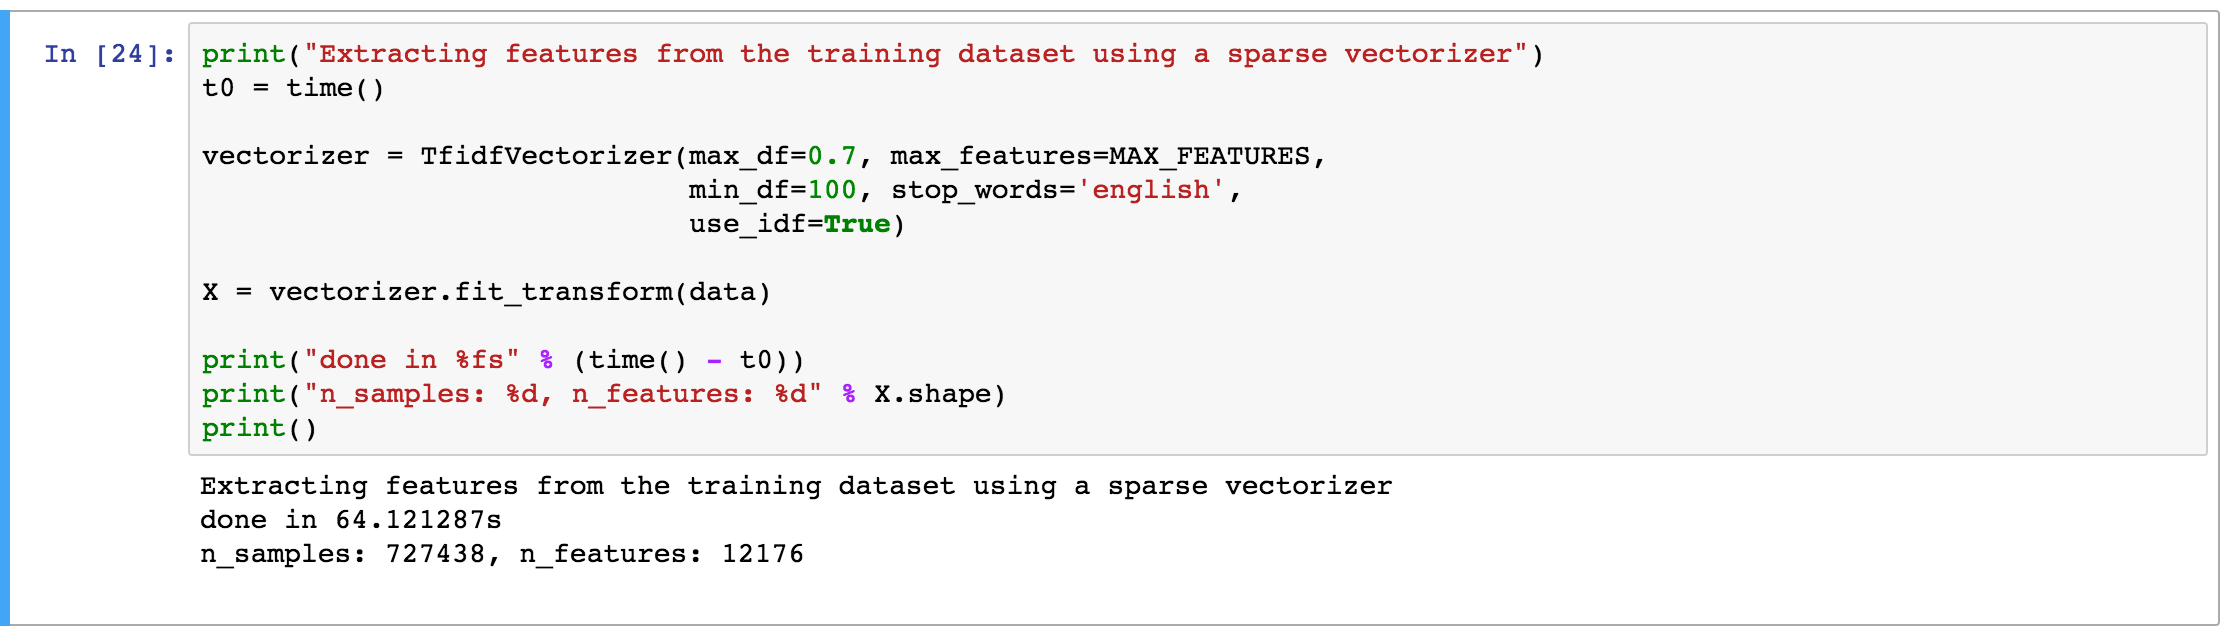 In [24]:
print("Extracting features from the training dataset using a sparse vectorizer")
t0 = time()
vectorizer = TfidfVectorizer(max_df=0.7, max_features=MAX_FEATURES,
min_df=100, stop_words='english',
use_idf=True)
X = vectorizer.fit_transform(data)
print("done in %fs" % (time() - t0))
print("n_samples: %d, n_features: %d" % X.shape)
print()
Extracting features from the training dataset using a sparse vectorizer
done in 64.121287s
n_samples: 727438, n_features: 12176